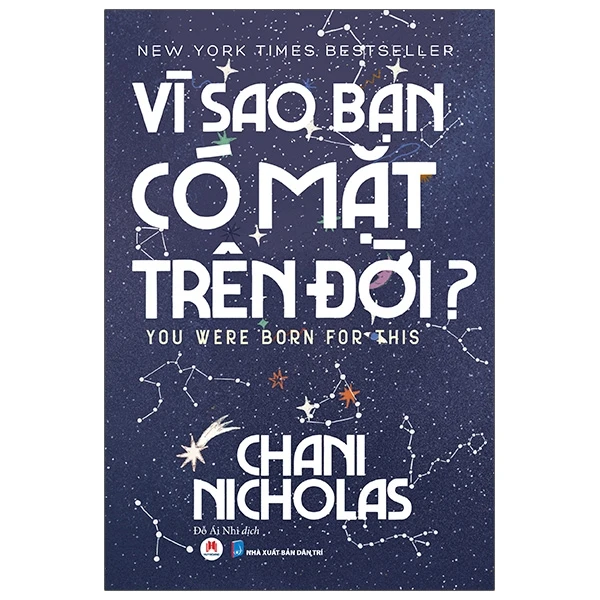 NEW YORK TIMES BESTSELLER
VÌ SAO BẠN
CÓ MẶT
TRÊN ĐỜI?
YOU WERE BORN FOR THIS
CHANI
NICHOLAS
Đỗ Ái Nhi dịch
NHÀ XUẤT BẢN DÂN TRÍ